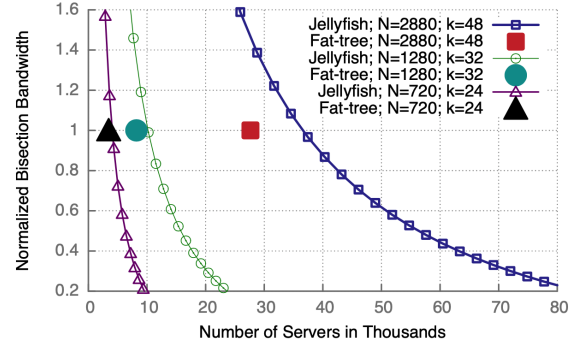 1.6
1.4
1.2
1
0.8
0.6
0.4
0.2
Normalized Bisection Bandwidth
Jellyfish; N=2880; k=48
Fat-tree; N=2880; k=48
Jellyfish; N=1280; k=32
Fat-tree; N=1280; k=32
Jellyfish; N=720; k=24
Fat-tree; N=720; k=24
0 10 20 30 40 50 60 70 80
Number of Servers in Thousands